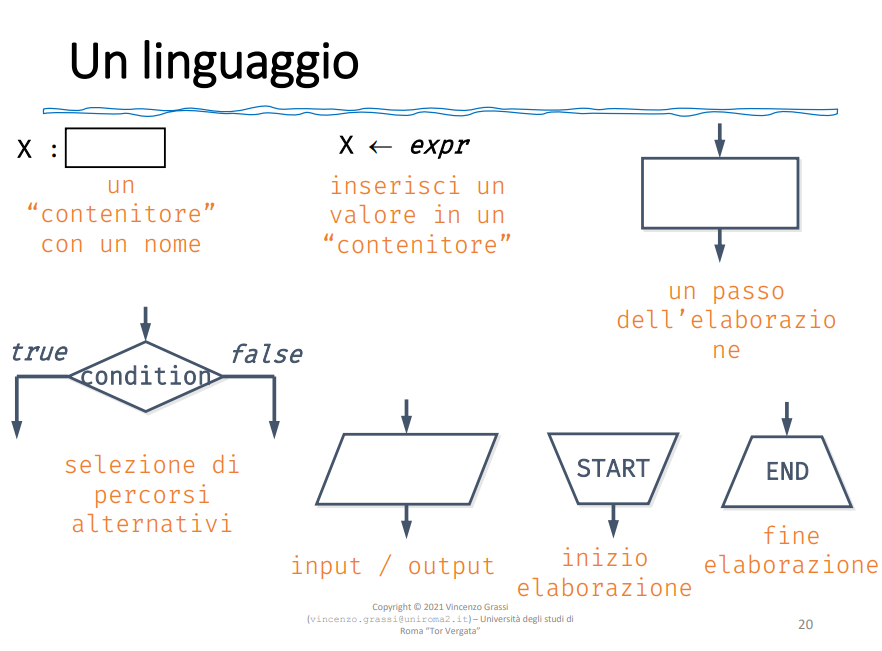 Un linguaggio
X :
un
“contenitore”
con un nome
X ← expr
inserisci un
valore in un
“contenitore”
un passo
dell’elaborazio
ne
true
false
condition
selezione di
percorsi
alternativi
input / output
START
inizio
elaborazione
END
fine
elaborazione
Copyright © 2021 Vincenzo Grassi
(vincenzo.grassi@uniroma2.it) – Università degli studi di
Roma “Tor Vergata”
20